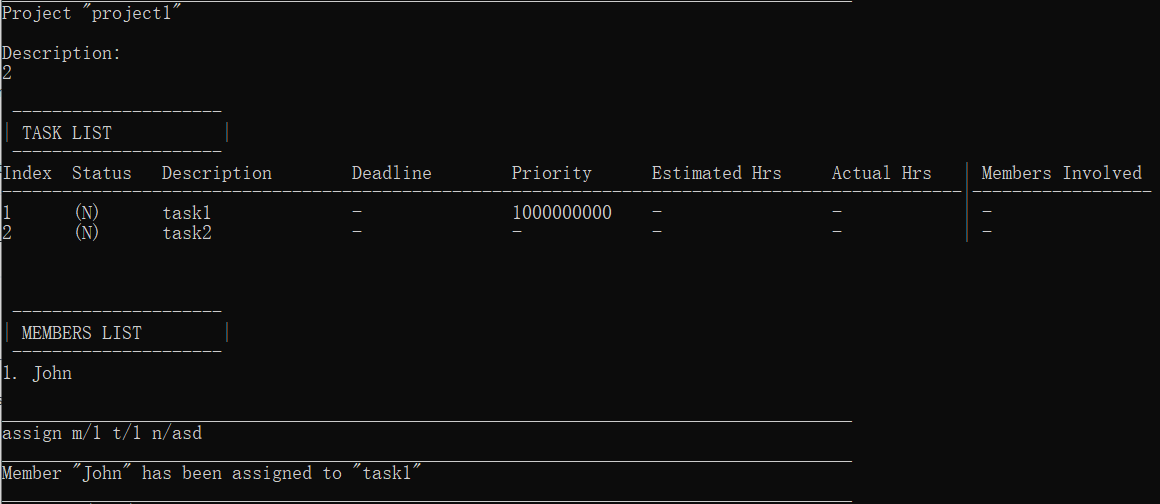 Project "project1"
Description:
2
TASK LIST
Index Status Description Deadline Priority Estimated Hrs Actual Hrs Members Involved
1 (N) task1 - 1000000000 - - -
2 (N) task2 - - - - -
MEMBERS LIST
1. John
assign m/1 t/1 n/asd
Member "John" has been assigned to "task1"